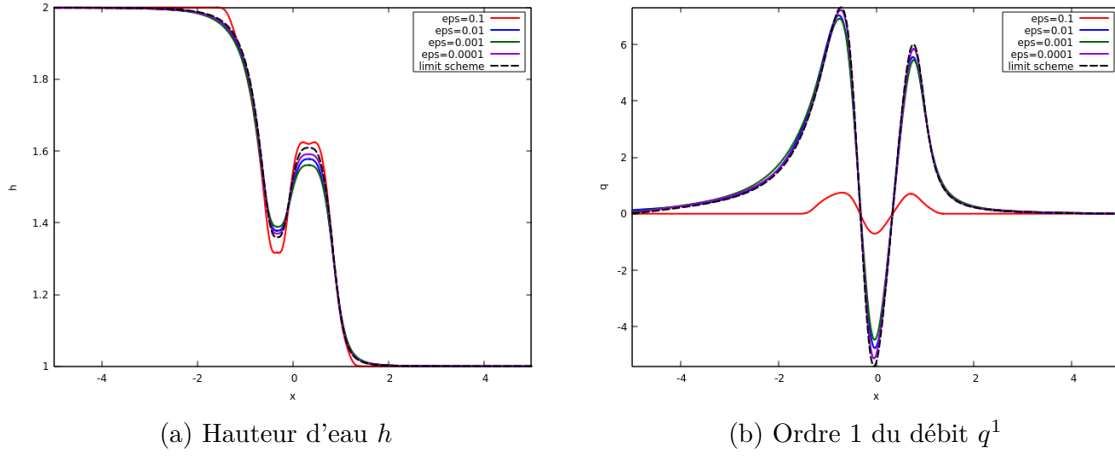 2
1.8
1.6
1.4
1.2
1
h
-4
-2
0
2
4
x
eps=0.1
eps=0.01
eps=0.001
eps=0.0001
limit scheme
(a) Hauteur d'eau h
6
4
2
0
-2
-4
q
-4
-2
0
2
4
x
eps=0.1
eps=0.01
eps=0.001
eps=0.0001
limit scheme
(b) Ordre 1 du débit q¹